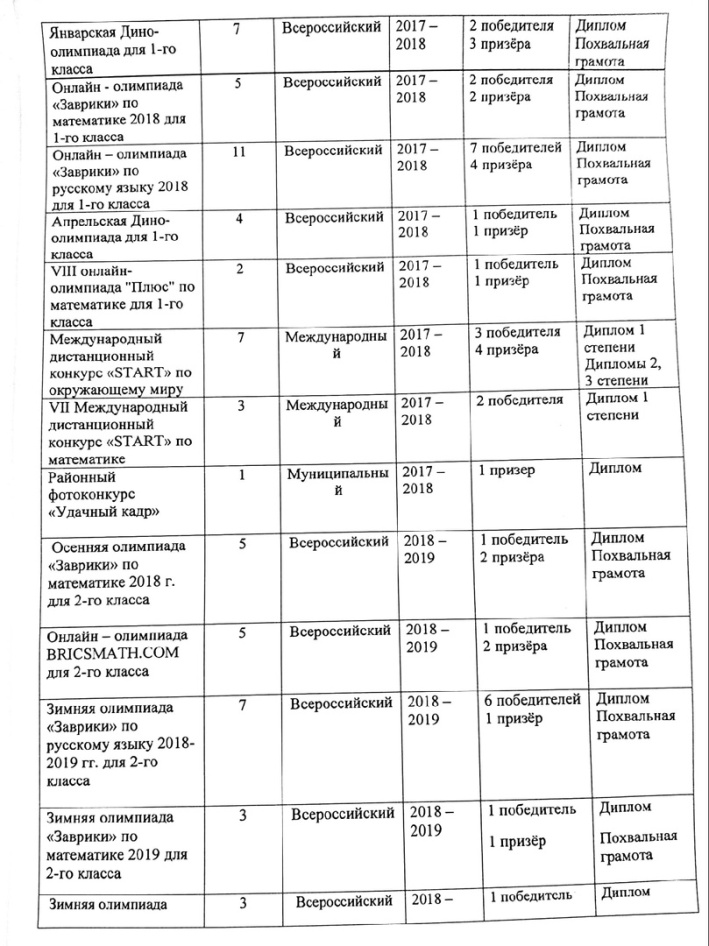 Январская Дино-
олимпиада для 1-го
класса
7
Всероссийский
2017 –
2018
2 победителя
3 призёра
Диплом
Похвальная
грамота
Онлайн - олимпиада
«Заврики» по
математике 2018 для
1-го класса
5
Всероссийский
2017 –
2018
2 победителя
2 призёра
Диплом
Похвальная
грамота
Онлайн – олимпиада
«Заврики» по
русскому языку 2018
для 1-го класса
11
Всероссийский
2017 –
2018
7 победителей
4 призёра
Диплом
Похвальная
грамота
Апрельская Дино-
олимпиада для 1-го
класса
4
Всероссийский
2017 –
2018
1 победитель
1 призёр
Диплом
Похвальная
грамота
VIII онлайн-
олимпиада "Плюс" по
математике для 1-го
класса
2
Всероссийский
2017 –
2018
1 победитель
1 призёр
Диплом
Похвальная
грамота
Международный
дистанционный
конкурс «START» по
окружающему миру
7
Международны
й
2017 –
2018
3 победителя
4 призёра
Диплом 1
степени
Дипломы 2,
3 степени
VII Международный
дистанционный
конкурс «START» по
математике
3
Международны
й
2017 –
2018
2 победителя
Диплом 1
степени
Районный
фотоконкурс
«Удачный кадр»
1
Муниципальны
й
2017 –
2018
1 призер
Диплом
Осенняя олимпиада
«Заврики» по
математике 2018 г.
для 2-го класса
5
Всероссийский
2018 –
2019
1 победитель
2 призёра
Диплом
Похвальная
грамота
Онлайн – олимпиада
BRICSMATH.COM
для 2-го класса
5
Всероссийский
2018 –
2019
1 победитель
2 призёра
Диплом
Похвальная
грамота
Зимняя олимпиада
«Заврики» по
русскому языку 2018-
2019 гг. для 2-го
класса
7
Всероссийский
2018 –
2019
6 победителей
1 призёр
Диплом
Похвальная
грамота
Зимняя олимпиада
«Заврики» по
математике 2019 для
2-го класса
3
Всероссийский
2018 –
2019
1 победитель
1 призёр
Диплом
Похвальная
грамота
Зимняя олимпиада
3
Всероссийский
2018 –
1 победитель
Диплом